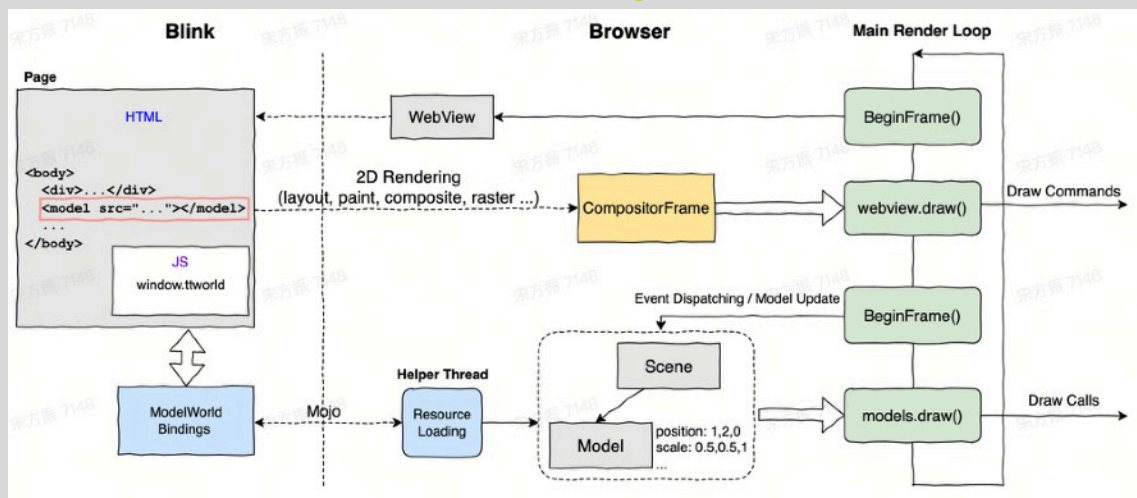 Blink
Browser
Main Render Loop
Page
HTML
<body>
<div>...</div>
<model src="..."></model>
...
</body>
JS
window.ttworld
WebView
BeginFrame()
2D Rendering
(layout, paint, composite, raster ...)
CompositorFrame
webview.draw()
Draw Commands
Event Dispatching / Model Update
BeginFrame()
Scene
Helper Thread
ModelWorld
Bindings
Mojo
Resource
Loading
Model
position: 1,2,0
scale: 0.5,0.5,1
...
models.draw()
Draw Calls